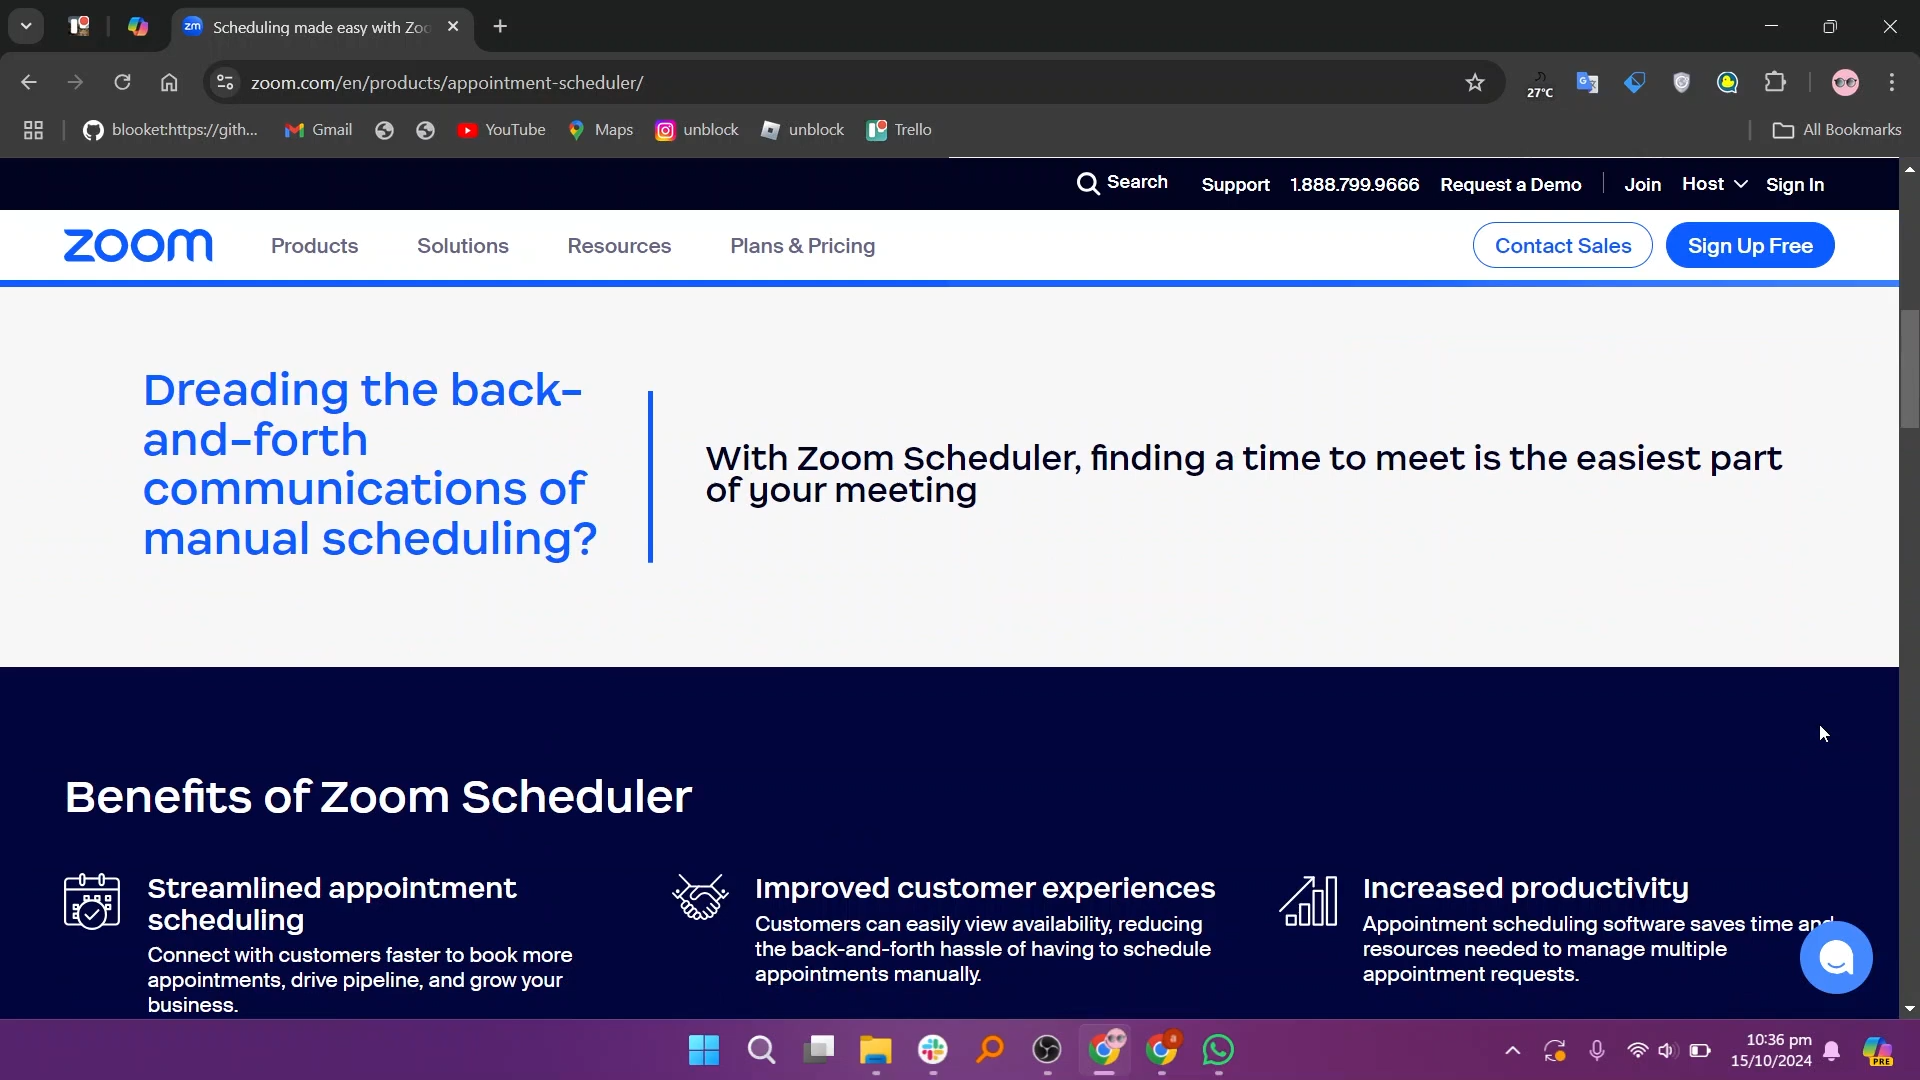 Scheduling made easy with Zoo
zoom.com/en/products/appointment-scheduler/
27°C
blooket:https://gith...
Gmail
YouTube
Maps
unblock
unblock
Trello
All Bookmarks
Search
Support
1.888.799.9666
Request a Demo
Join
Host
Sign In
zoom
Products
Solutions
Resources
Plans & Pricing
Contact Sales
Sign Up Free
Dreading the back-
and-forth
communications of
manual scheduling?
With Zoom Scheduler, finding a time to meet is the easiest part
of your meeting
Benefits of Zoom Scheduler
Streamlined appointment
scheduling
Connect with customers faster to book more
appointments, drive pipeline, and grow your
business.
Improved customer experiences
Customers can easily view availability, reducing
the back-and-forth hassle of having to schedule
appointments manually.
Increased productivity
Appointment scheduling software saves time and
resources needed to manage multiple
appointment requests.
10:36 pm
15/10/2024
PRE